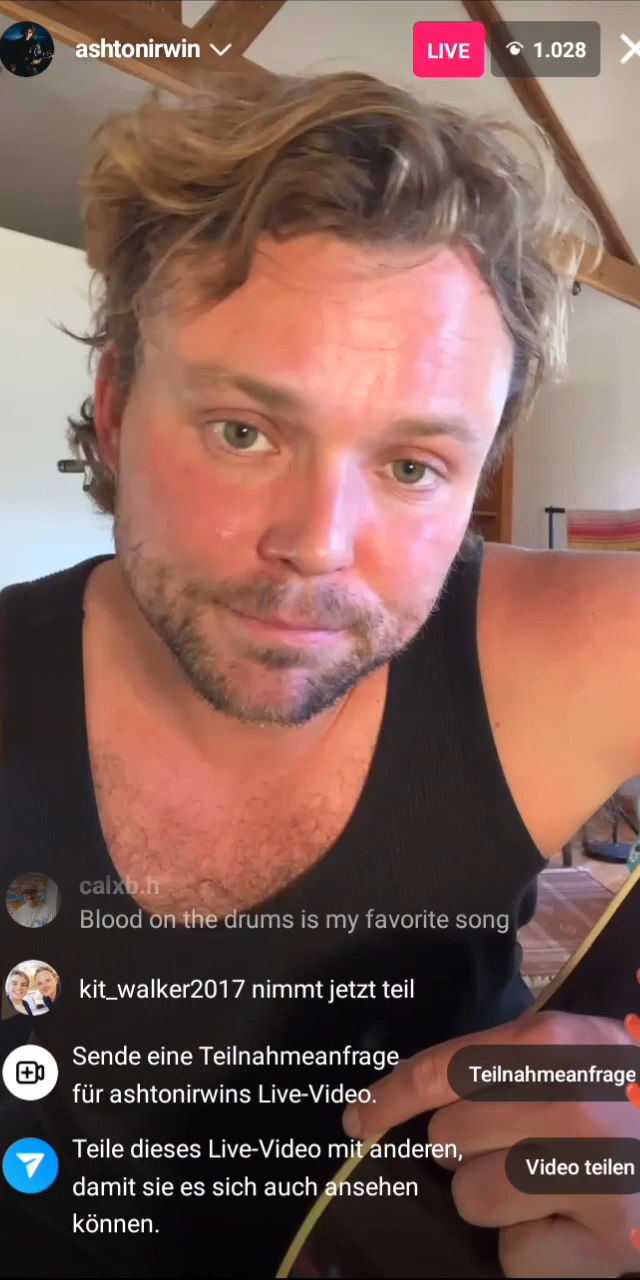 ashtonirwin
LIVE
1.028
calxb.h
Blood on the drums is my favorite song
kit_walker2017 nimmt jetzt teil
Sende eine Teilnahmeanfrage
für ashtonirwins Live-Video.
Teilnahmeanfrage
Teile dieses Live-Video mit anderen,
damit sie es sich auch ansehen
können.
Video teilen